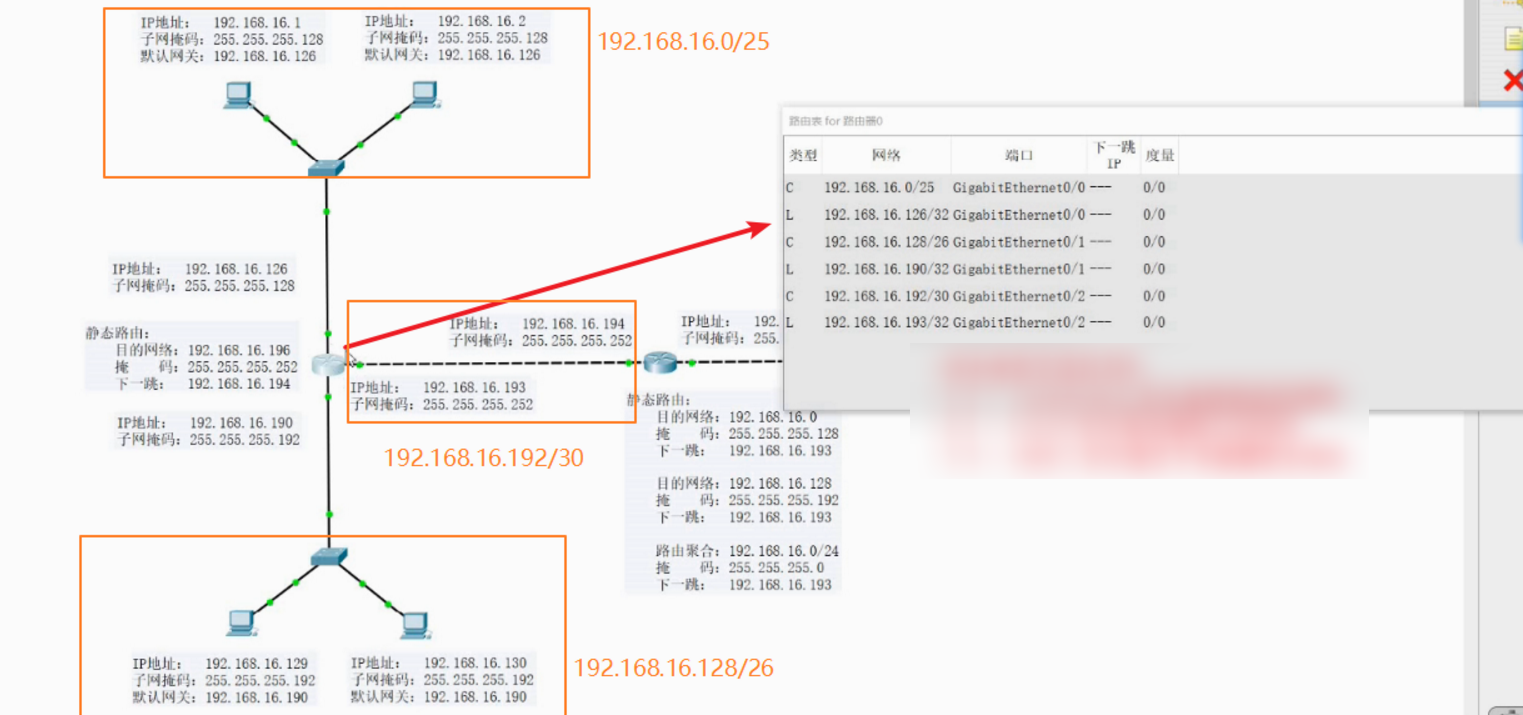 IP地址: 192.168.16.1
子网掩码: 255.255.255.128
默认网关: 192.168.16.126
IP地址: 192.168.16.2
子网掩码: 255.255.255.128
默认网关: 192.168.16.126
192.168.16.0/25
路由表 for 路由器0
类型 网络 端口 下一跳IP 度量
C 192.168.16.0/25 GigabitEthernet0/0 --- 0/0
L 192.168.16.126/32 GigabitEthernet0/0 --- 0/0
C 192.168.16.128/26 GigabitEthernet0/1 --- 0/0
L 192.168.16.190/32 GigabitEthernet0/1 --- 0/0
C 192.168.16.192/30 GigabitEthernet0/2 --- 0/0
L 192.168.16.193/32 GigabitEthernet0/2 --- 0/0
IP地址: 192.168.16.126
子网掩码: 255.255.255.128
静态路由:
目的网络: 192.168.16.196
掩 码: 255.255.255.252
下一跳: 192.168.16.194
IP地址: 192.168.16.190
子网掩码: 255.255.255.192
IP地址: 192.168.16.194
子网掩码: 255.255.255.252
IP地址: 192.168.16.193
子网掩码: 255.255.255.252
192.168.16.192/30
IP地址: 192.
子网掩码: 255.
静态路由:
目的网络: 192.168.16.0
掩 码: 255.255.255.128
下一跳: 192.168.16.193
目的网络: 192.168.16.128
掩 码: 255.255.255.192
下一跳: 192.168.16.193
路由聚合: 192.168.16.0/24
掩 码: 255.255.255.0
下一跳: 192.168.16.193
IP地址: 192.168.16.129
子网掩码: 255.255.255.192
默认网关: 192.168.16.190
IP地址: 192.168.16.130
子网掩码: 255.255.255.192
默认网关: 192.168.16.190
192.168.16.128/26